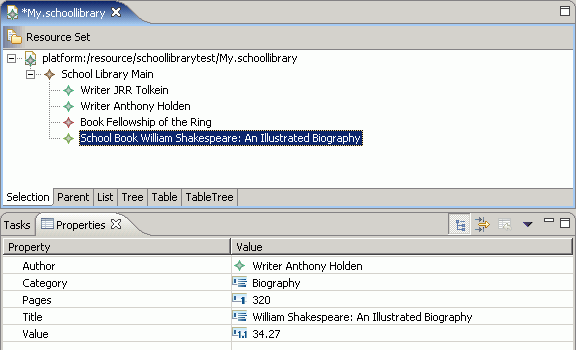 *My.schoollibrary
Resource Set
platform:/resource/schoollibrarytest/My.schoollibrary
School Library Main
Writer JRR Tolkein
Writer Anthony Holden
Book Fellowship of the Ring
School Book William Shakespeare: An Illustrated Biography
Selection Parent List Tree Table TableTree
Tasks Properties
Property Value
Author Writer Anthony Holden
Category Biography
Pages 320
Title William Shakespeare: An Illustrated Biography
Value 34.27